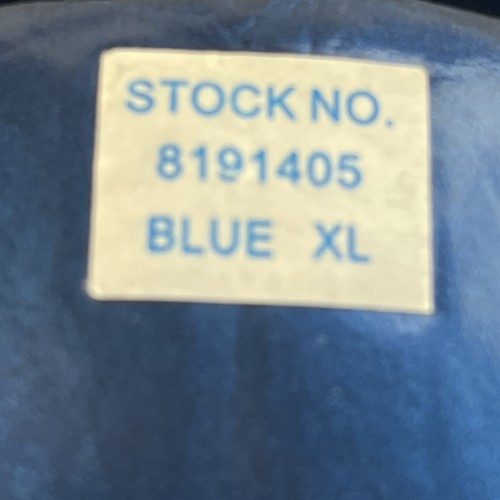 STOCK NO.
8191405
BLUE XL